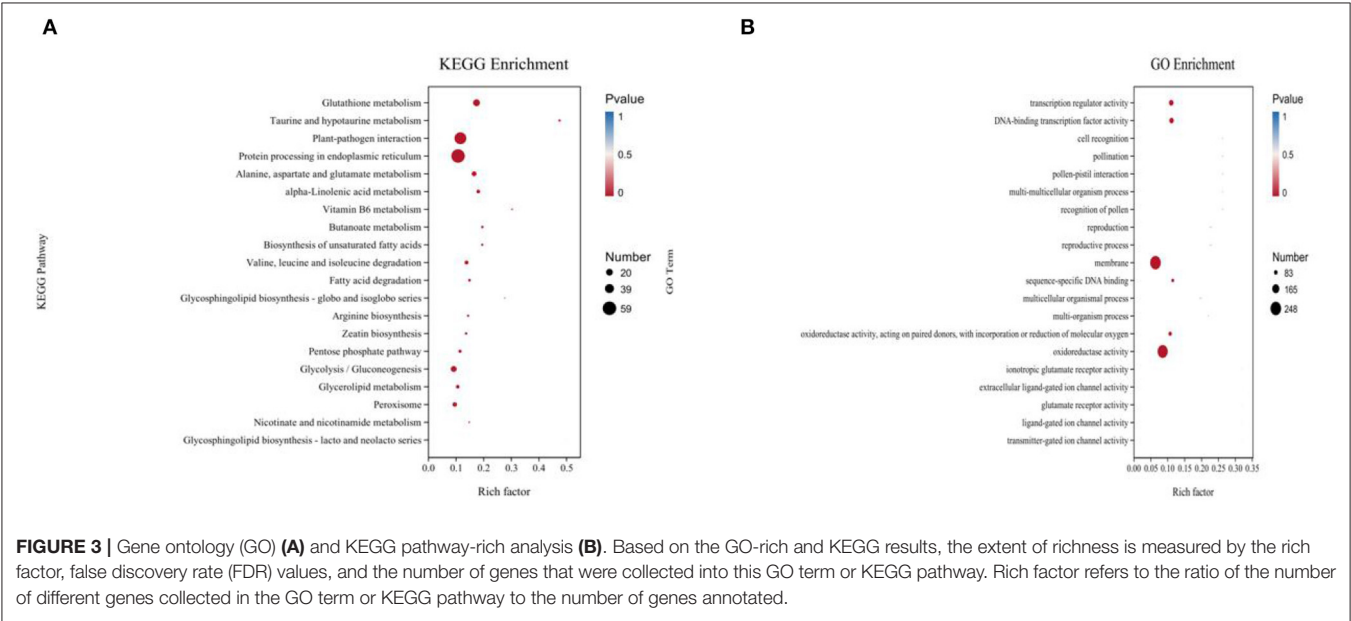 A
KEGG Enrichment
KEGG Pathway
Glutathione metabolism
Taurine and hypotaurine metabolism
Plant-pathogen interaction
Protein processing in endoplasmic reticulum
Alanine, aspartate and glutamate metabolism
alpha-Linolenic acid metabolism
Vitamin B6 metabolism
Butanoate metabolism
Biosynthesis of unsaturated fatty acids
Valine, leucine and isoleucine degradation
Fatty acid degradation
Glycosphingolipid biosynthesis - globo and isoglobo series
Arginine biosynthesis
Zeatin biosynthesis
Pentose phosphate pathway
Glycolysis / Gluconeogenesis
Glycerolipid metabolism
Peroxisome
Nicotinate and nicotinamide metabolism
Glycosphingolipid biosynthesis - lacto and neolacto series
0.0 0.1 0.2 0.3 0.4 0.5
Rich factor
Pvalue
1
0.5
0
Number
20
39
59
B
GO Enrichment
GO Term
transcription regulator activity
DNA-binding transcription factor activity
cell recognition
pollination
pollen-pistil interaction
multi-multicellular organism process
recognition of pollen
reproduction
reproductive process
membrane
sequence-specific DNA binding
multicellular organismal process
multi-organism process
oxidoreductase activity, acting on paired donors, with incorporation or reduction of molecular oxygen
oxidoreductase activity
ionotropic glutamate receptor activity
extracellular ligand-gated ion channel activity
glutamate receptor activity
ligand-gated ion channel activity
transmitter-gated ion channel activity
0.00 0.05 0.10 0.15 0.20 0.25 0.30 0.35
Rich factor
Pvalue
1
0.5
0
Number
83
165
248
FIGURE 3 | Gene ontology (GO) (A) and KEGG pathway-rich analysis (B). Based on the GO-rich and KEGG results, the extent of richness is measured by the rich
factor, false discovery rate (FDR) values, and the number of genes that were collected into this GO term or KEGG pathway. Rich factor refers to the ratio of the number
of different genes collected in the GO term or KEGG pathway to the number of genes annotated.